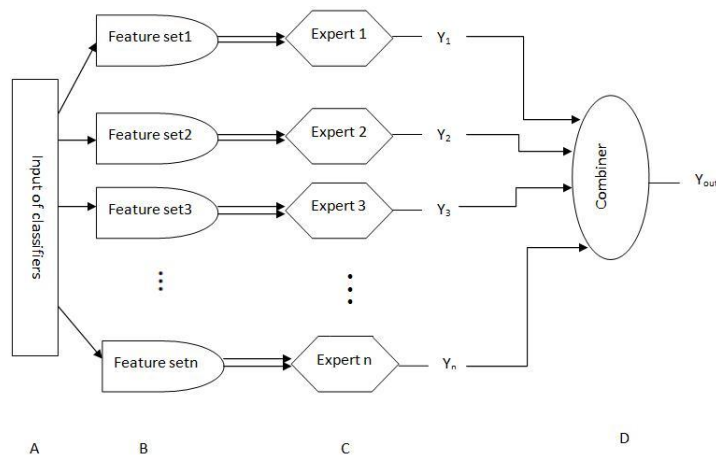 Feature set1
Expert 1
Y1
Feature set2
Expert 2
Y2
Input of classifiers
Feature set3
Expert 3
Y3
Combiner
Yout
...
...
Feature setn
Expert n
Yn
A
B
C
D